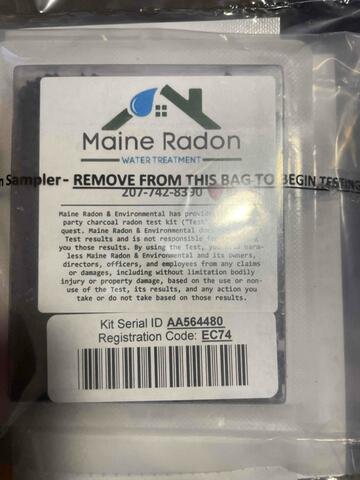 Maine Radon
WATER TREATMENT
Sampler - REMOVE FROM THIS BAG TO BEGIN TESTING
207-742-8390
Maine Radon & Environmental has
party charcoal radon test kit ("Test"
quest. Maine Radon & Environmental
Test results and is not responsible
you those results. By using the Test, har-
less Maine Radon & Environmental and its owners,
directors, officers, and employees from any claims
or damages, including without limitation bodily
injury or property damage, based on the use or non-
use of the Test, its results, and any action you
take or do not take based on those results.
Kit Serial ID AA564480
Registration Code: EC74